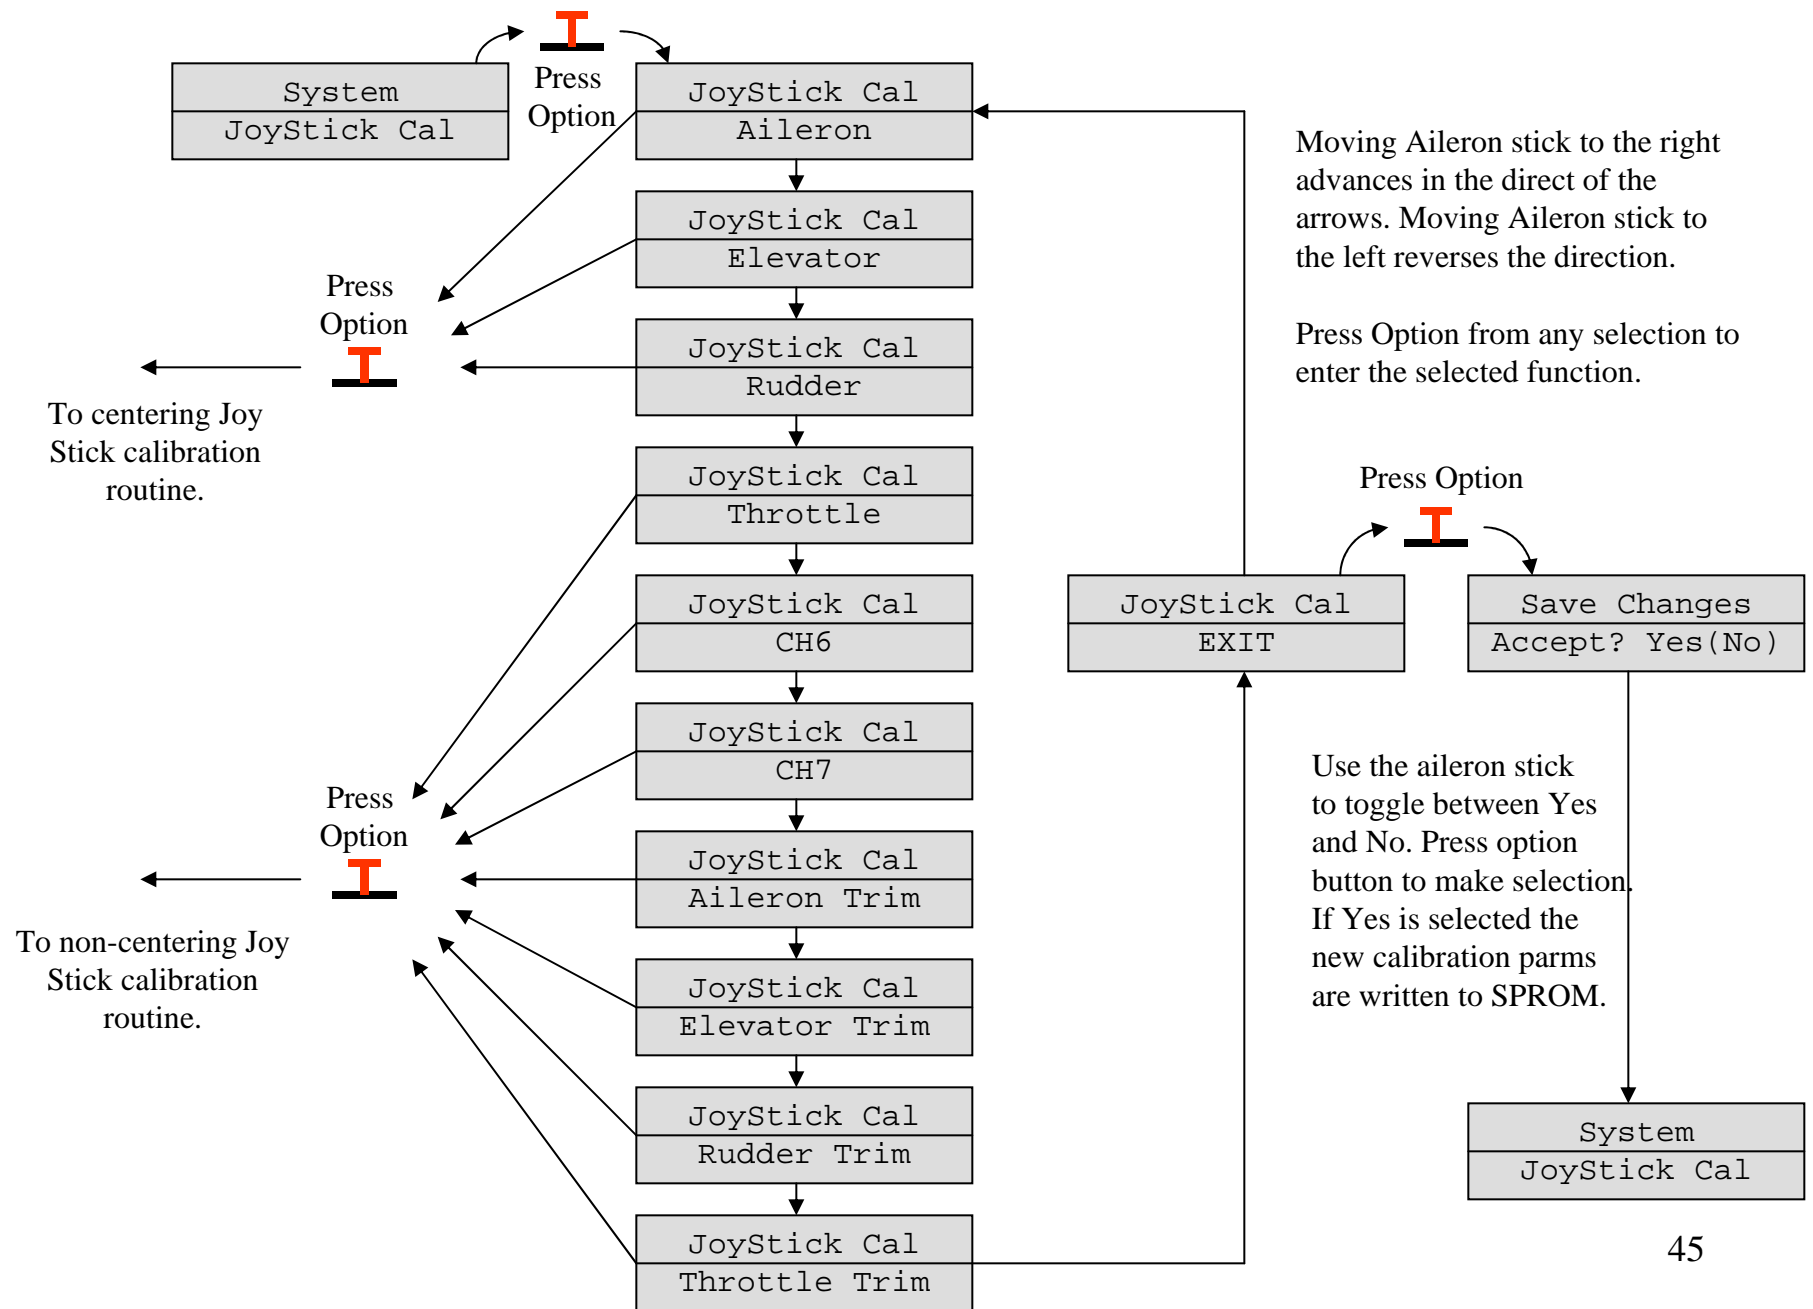 System
JoyStick Cal
Press
Option
JoyStick Cal
Aileron
JoyStick Cal
Elevator
JoyStick Cal
Rudder
JoyStick Cal
Throttle
JoyStick Cal
CH6
JoyStick Cal
CH7
JoyStick Cal
Aileron Trim
JoyStick Cal
Elevator Trim
JoyStick Cal
Rudder Trim
JoyStick Cal
Throttle Trim
Press
Option
To centering Joy
Stick calibration
routine.
Press
Option
To non-centering Joy
Stick calibration
routine.
Moving Aileron stick to the right
advances in the direct of the
arrows. Moving Aileron stick to
the left reverses the direction.
Press Option from any selection to
enter the selected function.
Press Option
JoyStick Cal
EXIT
Save Changes
Accept? Yes(No)
Use the aileron stick
to toggle between Yes
and No. Press option
button to make selection.
If Yes is selected the
new calibration parms
are written to SPROM.
System
JoyStick Cal
45